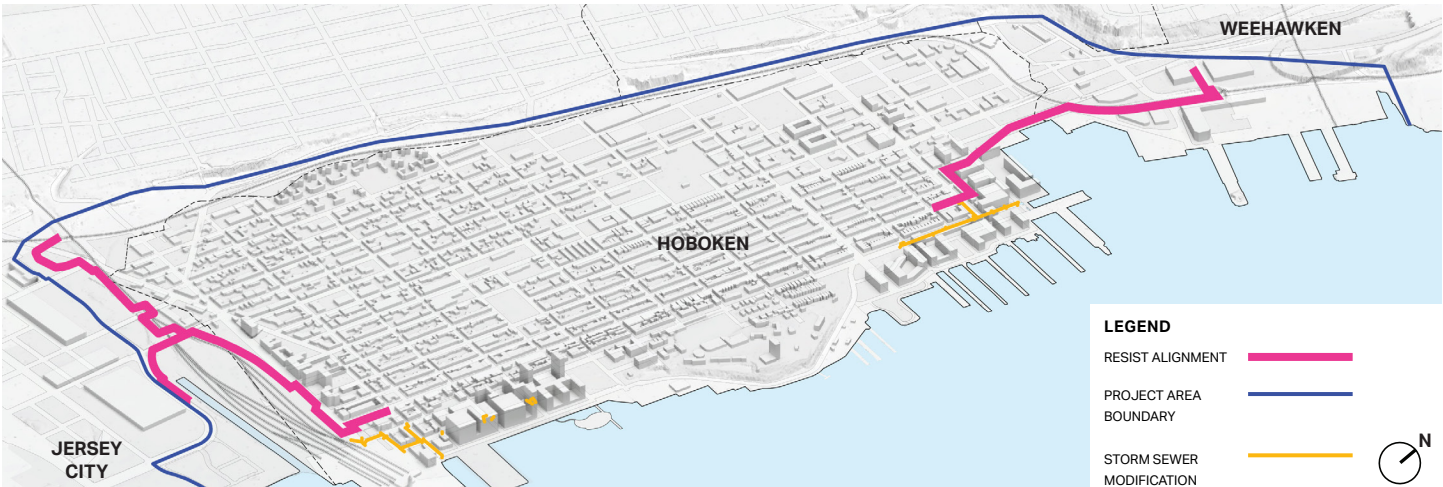 WEEHAWKEN
HOBOKEN
JERSEY
CITY
LEGEND
RESIST ALIGNMENT
PROJECT AREA
BOUNDARY
STORM SEWER
MODIFICATION
N